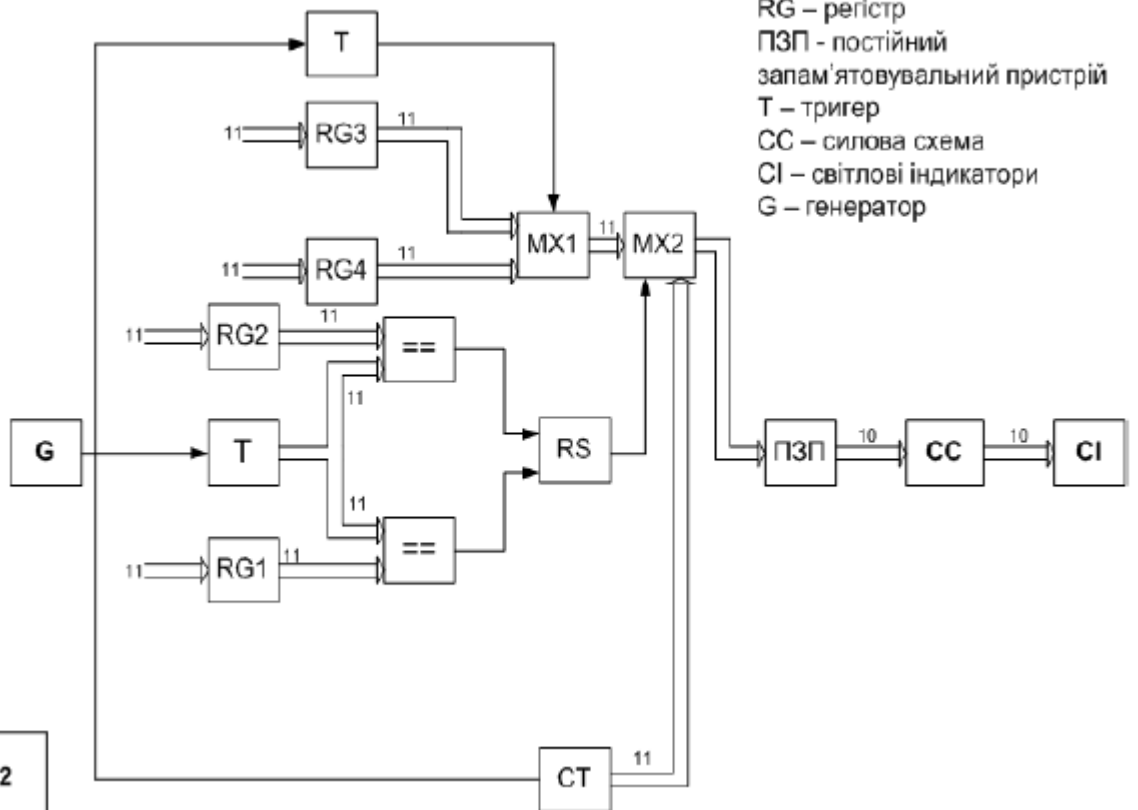 RG – регістр
ПЗП - постійний
запам'ятовувальний пристрій
Т – тригер
СС – силова схема
СІ – світлові індикатори
G – генератор
T
11
RG3
11
11
RG4
11
MX1
11
MX2
11
RG2
11
==
11
G
T
RS
ПЗП
10
СС
10
СІ
11
==
11
RG1
11
CT
11
2